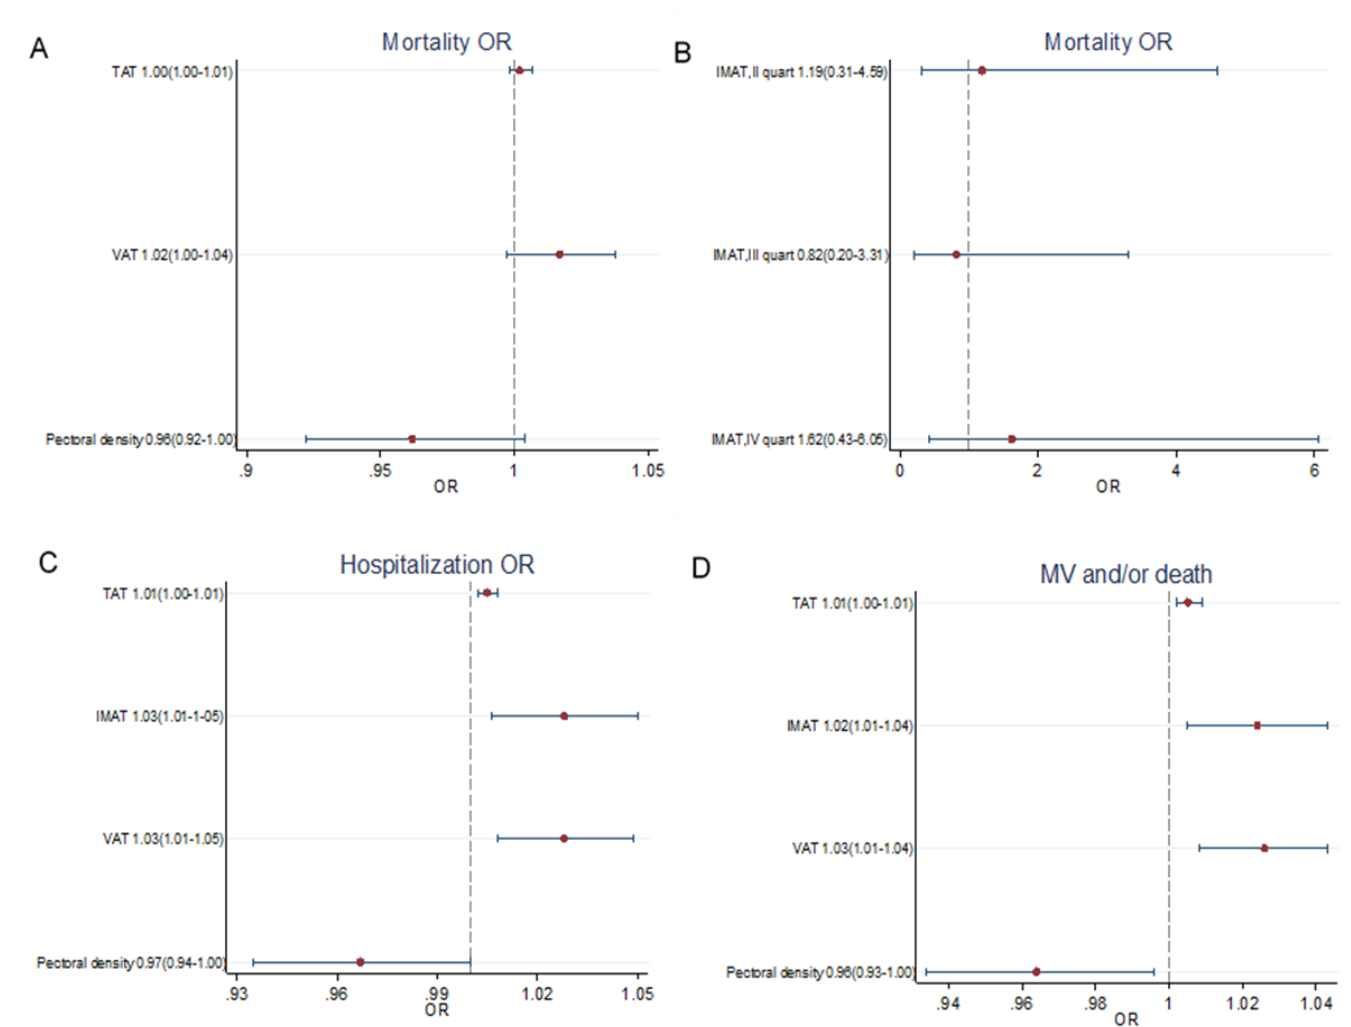 A
Mortality OR
TAT 1.00(1.00-1.01)
VAT 1.02(1.00-1.04)
Pectoral density 0.96(0.92-1.00)
.9 .95 1 1.05
OR
B
Mortality OR
IMAT,II quart 1.19(0.31-4.59)
IMAT,III quart 0.82(0.20-3.31)
IMAT,IV quart 1.62(0.43-6.06)
0 2 4 6
OR
C
Hospitalization OR
TAT 1.01(1.00-1.01)
IMAT 1.03(1.01-1-05)
VAT 1.03(1.01-1.05)
Pectoral density 0.97(0.94-1.00)
.93 .96 .99 1.02 1.05
OR
D
MV and/or death
TAT 1.01(1.00-1.01)
IMAT 1.02(1.01-1.04)
VAT 1.03(1.01-1.04)
Pectoral density 0.96(0.93-1.00)
.94 .96 .98 1 1.02 1.04
OR